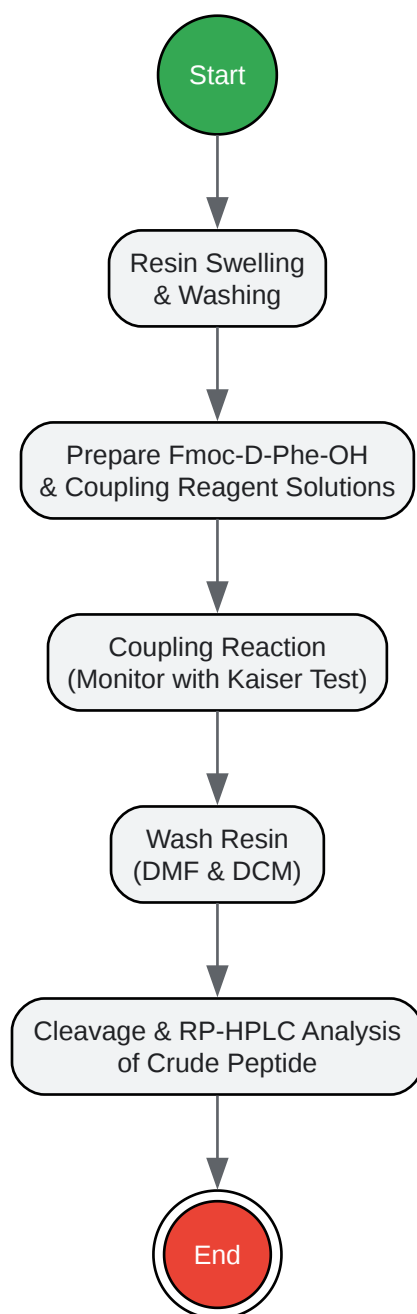 Start
Resin Swelling
& Washing
Prepare Fmoc-D-Phe-OH
& Coupling Reagent Solutions
Coupling Reaction
(Monitor with Kaiser Test)
Wash Resin
(DMF & DCM)
Cleavage & RP-HPLC Analysis
of Crude Peptide
End